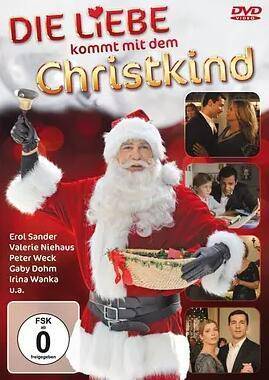 DIE LIEBE
kommt mit dem
Christkind
DVD
VIDEO
Erol Sander
Valerie Niehaus
Peter Weck
Gaby Dohm
Irina Wanka
u.a.
FSK
ab
0
freigegeben